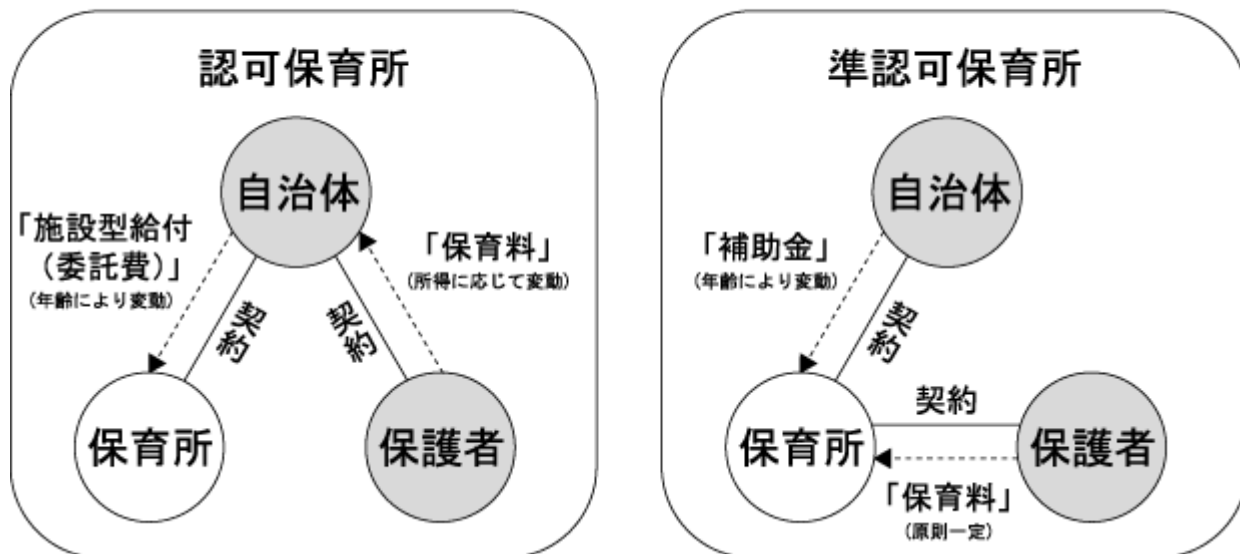 認可保育所
自治体
「施設型給付
(委託費)」
(年齢により変動)
「保育料」
(所得に応じて変動)
契約
契約
保育所
保護者
準認可保育所
自治体
「補助金」
(年齢により変動)
契約
契約
保育所
保護者
「保育料」
(原則一定)